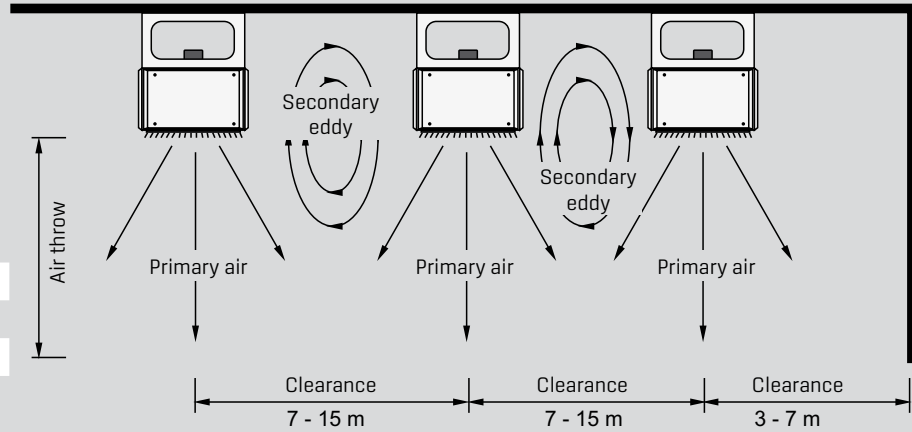 Secondary
eddy
Secondary
eddy
Air throw
Primary air
Primary air
Primary air
Clearance
7 - 15 m
Clearance
7 - 15 m
Clearance
3 - 7 m